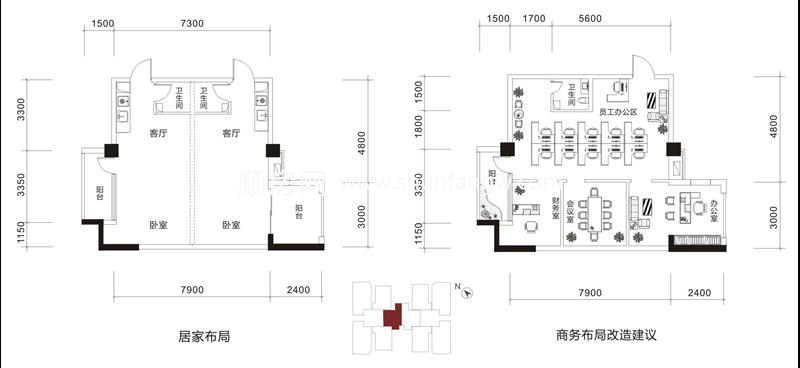 1500 7300
3300
3350
1150
4800
3000
卫生间 卫生间
客厅 客厅
阳台
卧室 卧室
阳台
7900 2400
居家布局
1500 1700 5600
1500
1800
3350
1150
4800
3000
卫生间
员工办公区
阳台
财务室 会议室 办公室
7900 2400
商务布局改造建议
N